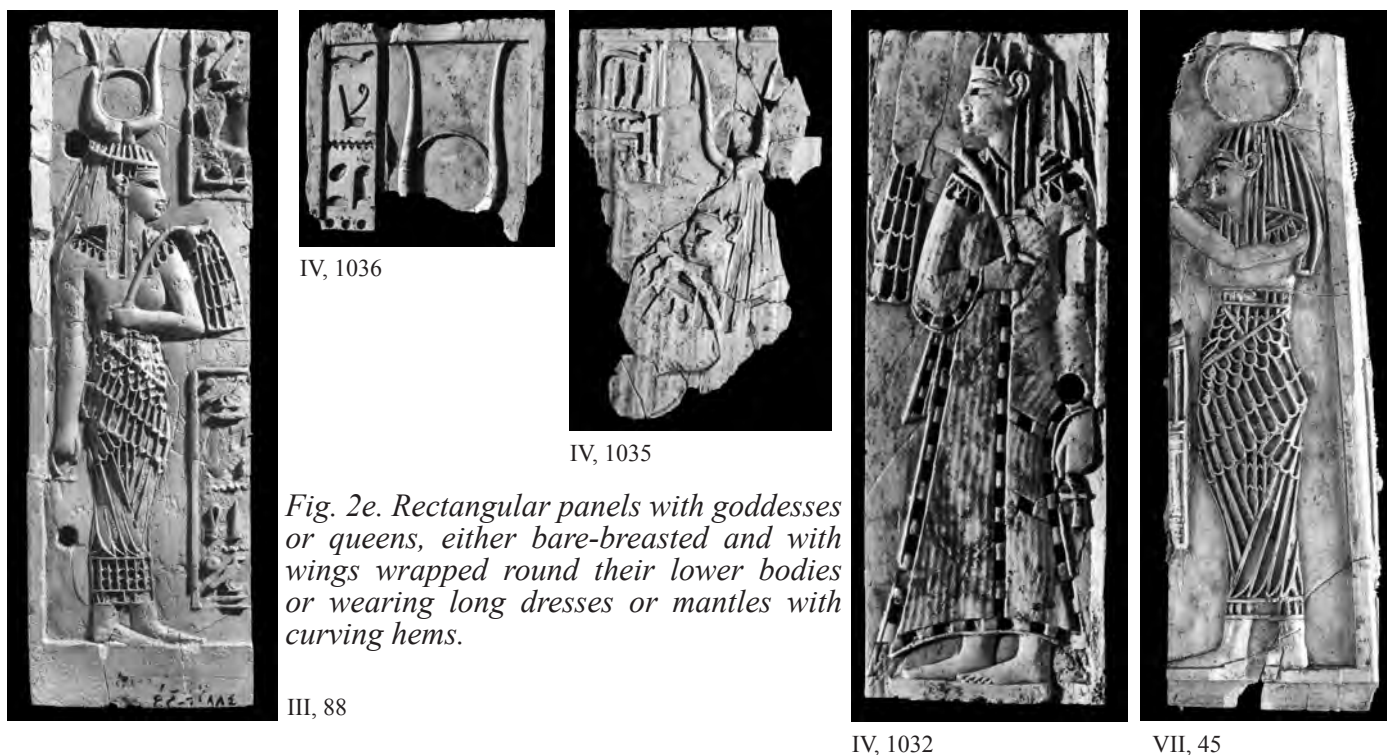 IV, 1036
IV, 1035
Fig. 2e. Rectangular panels with goddesses
or queens, either bare-breasted and with
wings wrapped round their lower bodies
or wearing long dresses or mantles with
curving hems.
III, 88
IV, 1032
VII, 45